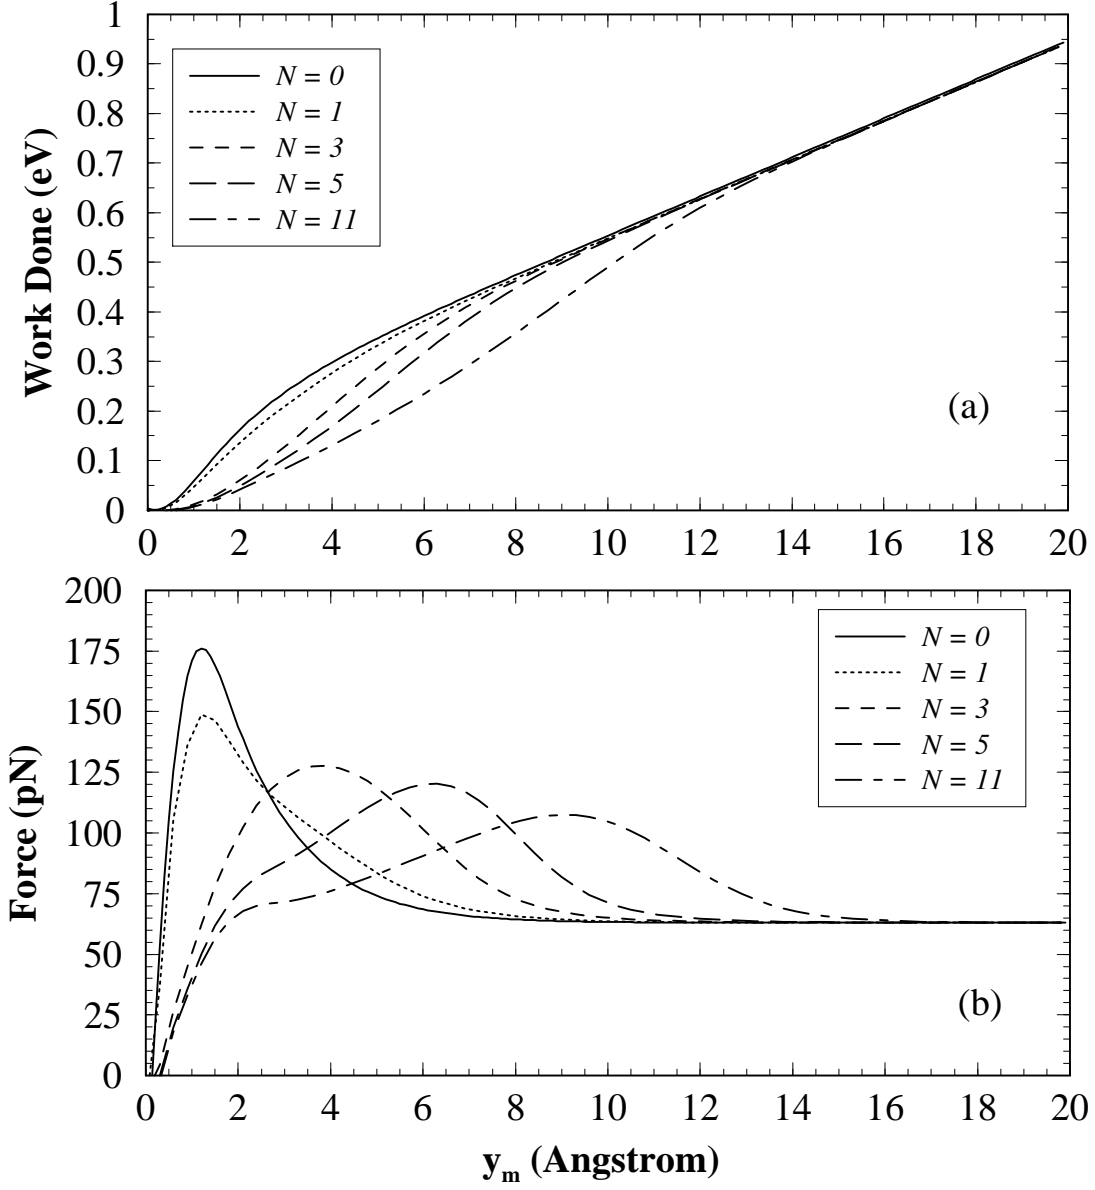 1
0.9
0.8
0.7
0.6
0.5
0.4
0.3
0.2
0.1
0
Work Done (eV)
N = 0
N = 1
N = 3
N = 5
N = 11
(a)
0 2 4 6 8 10 12 14 16 18 20
200
175
150
125
100
75
50
25
0
Force (pN)
N = 0
N = 1
N = 3
N = 5
N = 11
(b)
0 2 4 6 8 10 12 14 16 18 20
y_m (Angstrom)